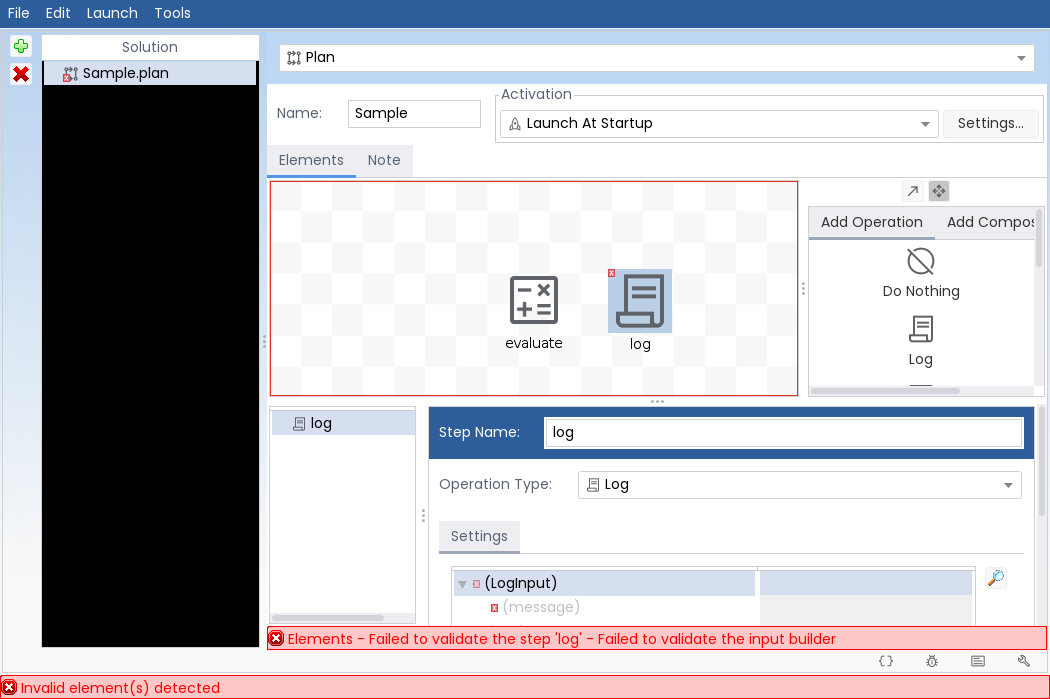 File Edit Launch Tools
Solution
Sample.plan
Plan
Name: Sample
Activation
Launch At Startup
Settings...
Elements Note
evaluate
log
Add Operation Add Compos
Do Nothing
Log
log
Step Name: log
Operation Type: Log
Settings
(LogInput)
(message)
Elements - Failed to validate the step 'log' - Failed to validate the input builder
Invalid element(s) detected